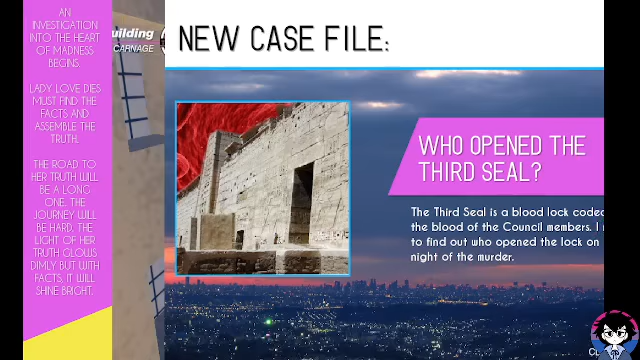 AN
INVESTIGATION
INTO THE HEART
OF MADNESS
BEGINS.
LADY LOVE DIES
MUST FIND THE
FACTS AND
ASSEMBLE THE
TRUTH.
THE ROAD TO
HER TRUTH WILL
BE A LONG
ONE. THE
JOURNEY WILL
BE HARD. THE
LIGHT OF HER
TRUTH GLOWS
DIMLY BUT WITH
FACTS, IT WILL
SHINE BRIGHT.
uilding
CARNAGE
NEW CASE FILE:
WHO OPENED THE
THIRD SEAL?
The Third Seal is a blood lock coded
the blood of the Council members. I
to find out who opened the lock on
night of the murder.